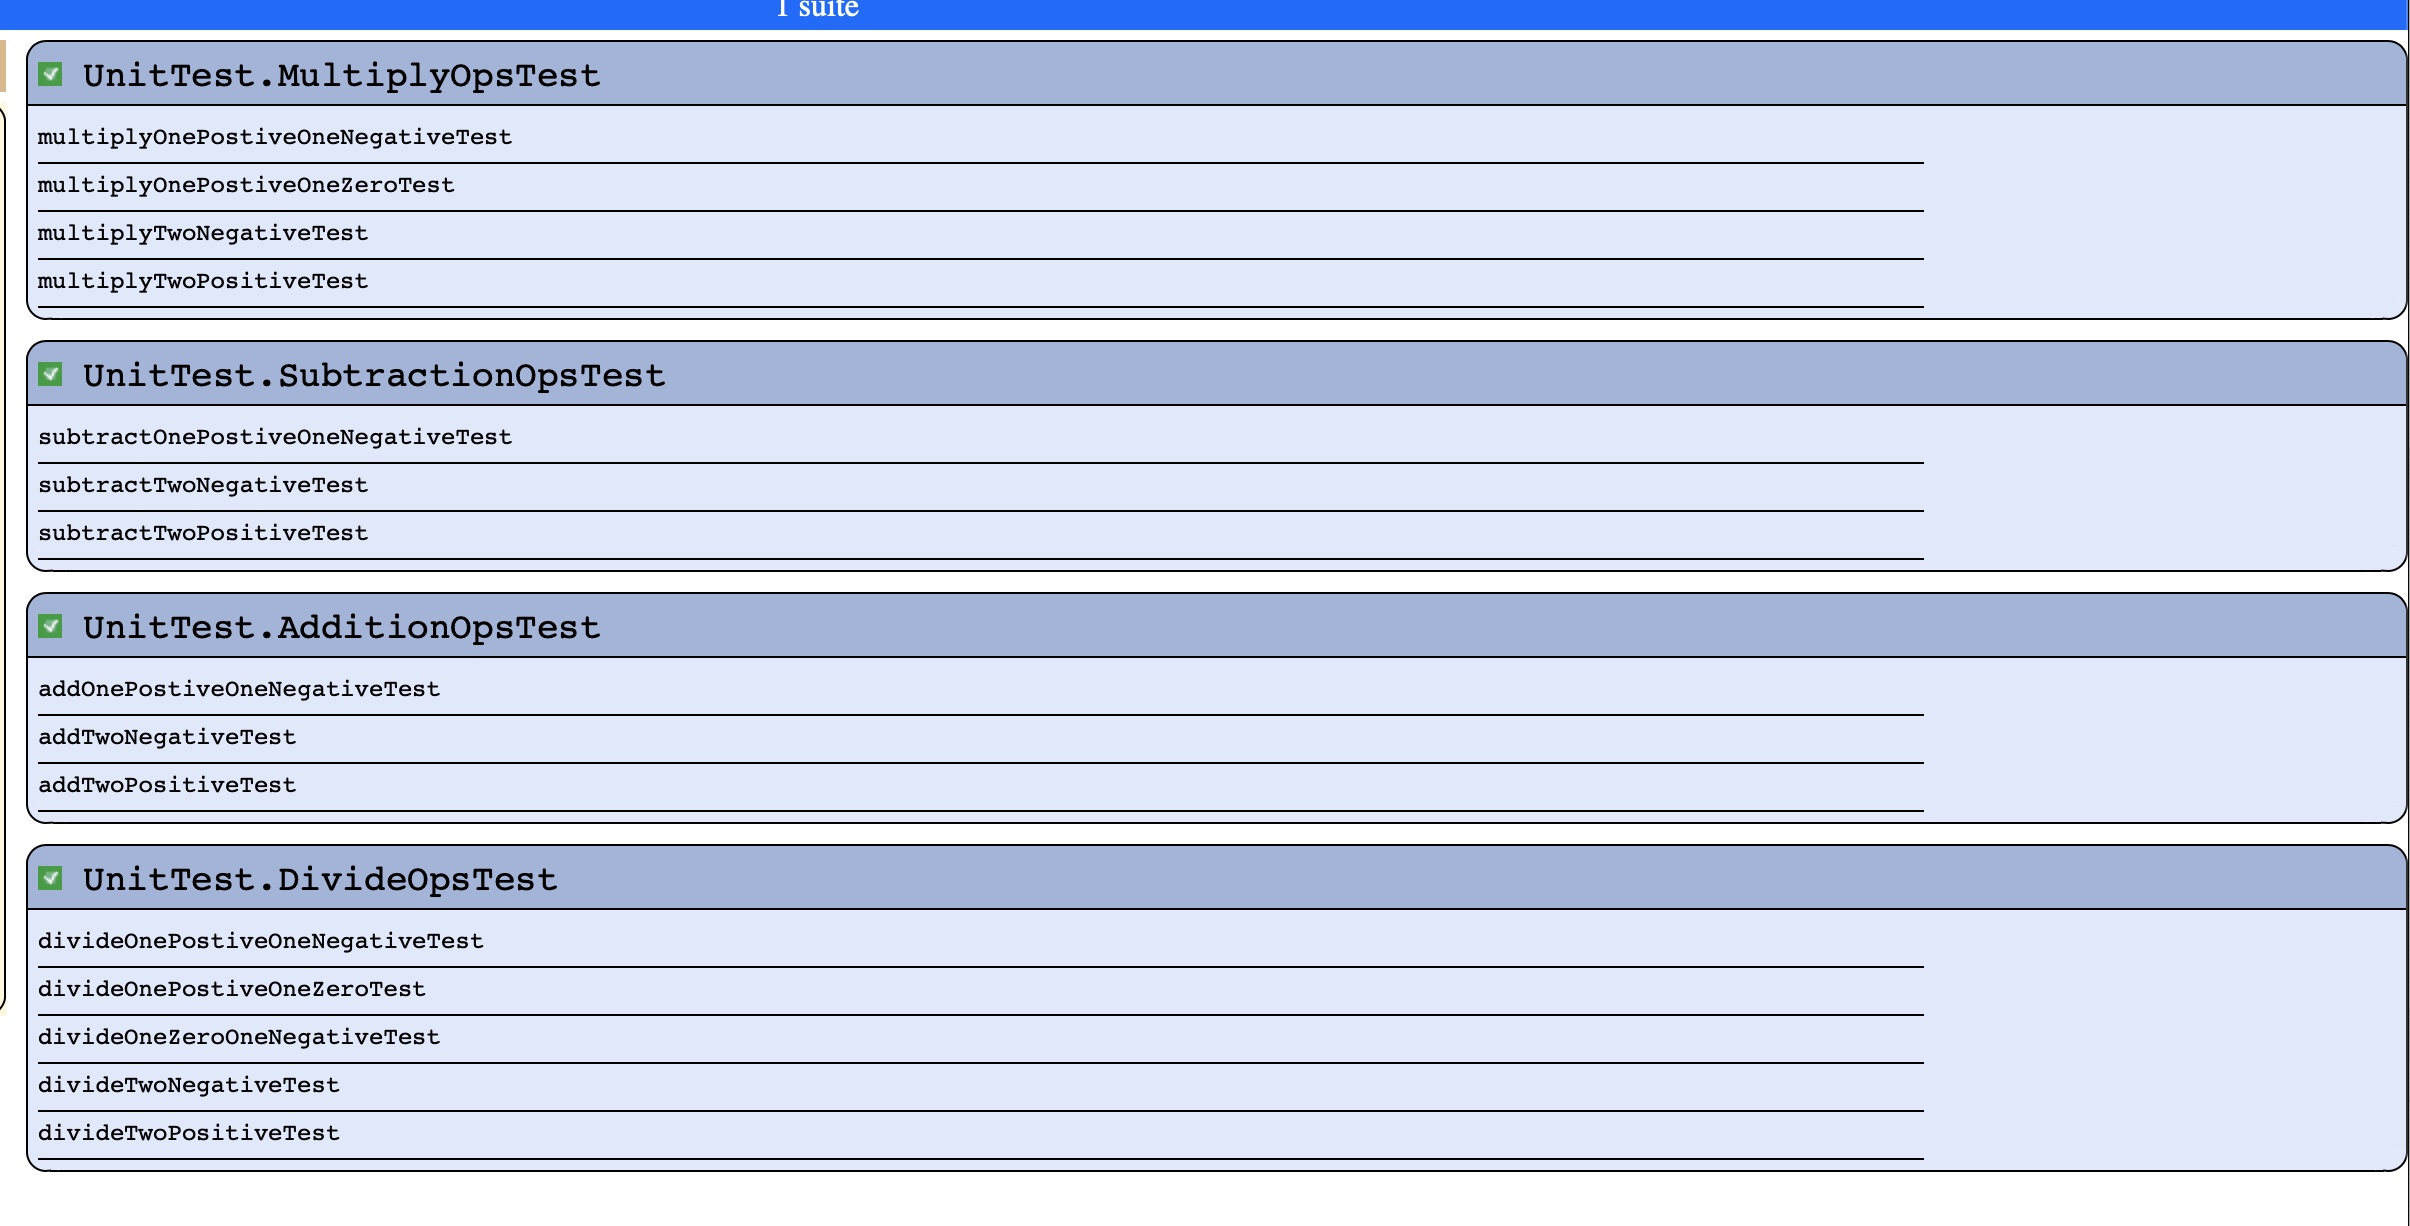 1 suite
UnitTest.MultiplyOpsTest
multiplyOnePostiveOneNegativeTest
multiplyOnePostiveOneZeroTest
multiplyTwoNegativeTest
multiplyTwoPositiveTest
UnitTest.SubtractionOpsTest
subtractOnePostiveOneNegativeTest
subtractTwoNegativeTest
subtractTwoPositiveTest
UnitTest.AdditionOpsTest
addOnePostiveOneNegativeTest
addTwoNegativeTest
addTwoPositiveTest
UnitTest.DivideOpsTest
divideOnePostiveOneNegativeTest
divideOnePostiveOneZeroTest
divideOneZeroOneNegativeTest
divideTwoNegativeTest
divideTwoPositiveTest